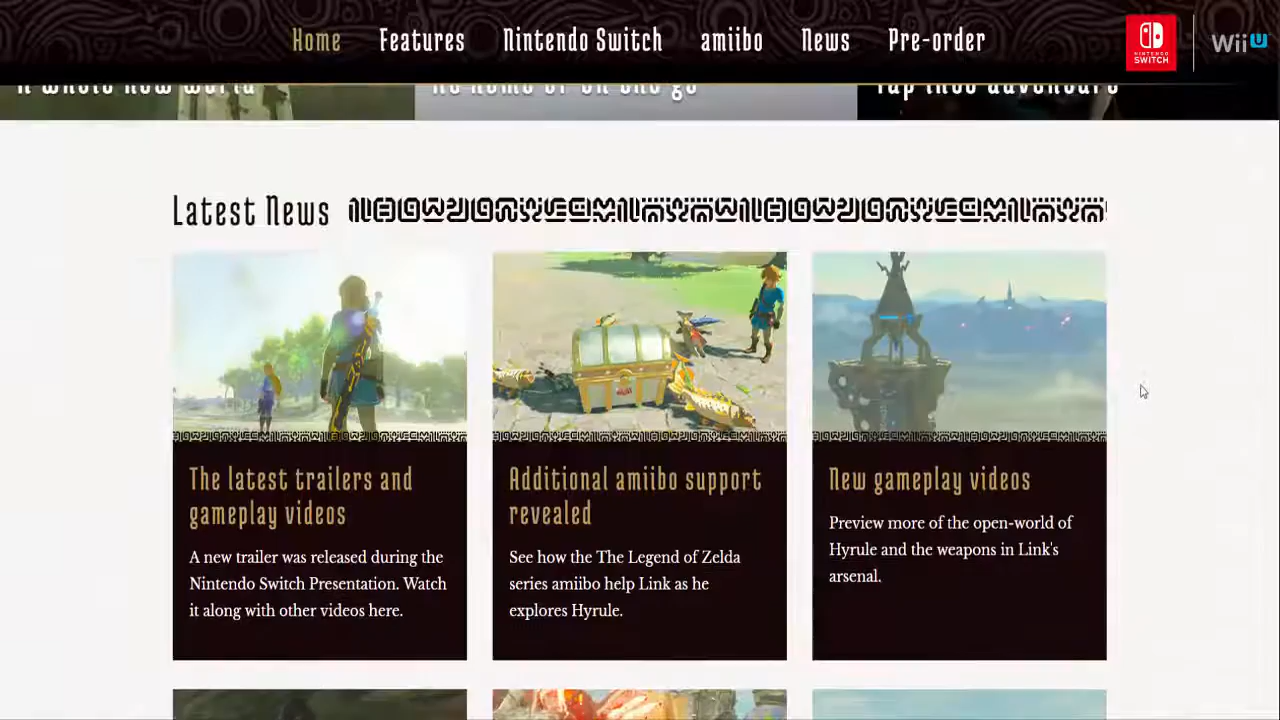 Home Features Nintendo Switch amiibo News Pre-order
NINTENDO
SWITCH
WiiU
Latest News
The latest trailers and
gameplay videos
A new trailer was released during the
Nintendo Switch Presentation. Watch
it along with other videos here.
Additional amiibo support
revealed
See how the The Legend of Zelda
series amiibo help Link as he
explores Hyrule.
New gameplay videos
Preview more of the open-world of
Hyrule and the weapons in Link's
arsenal.